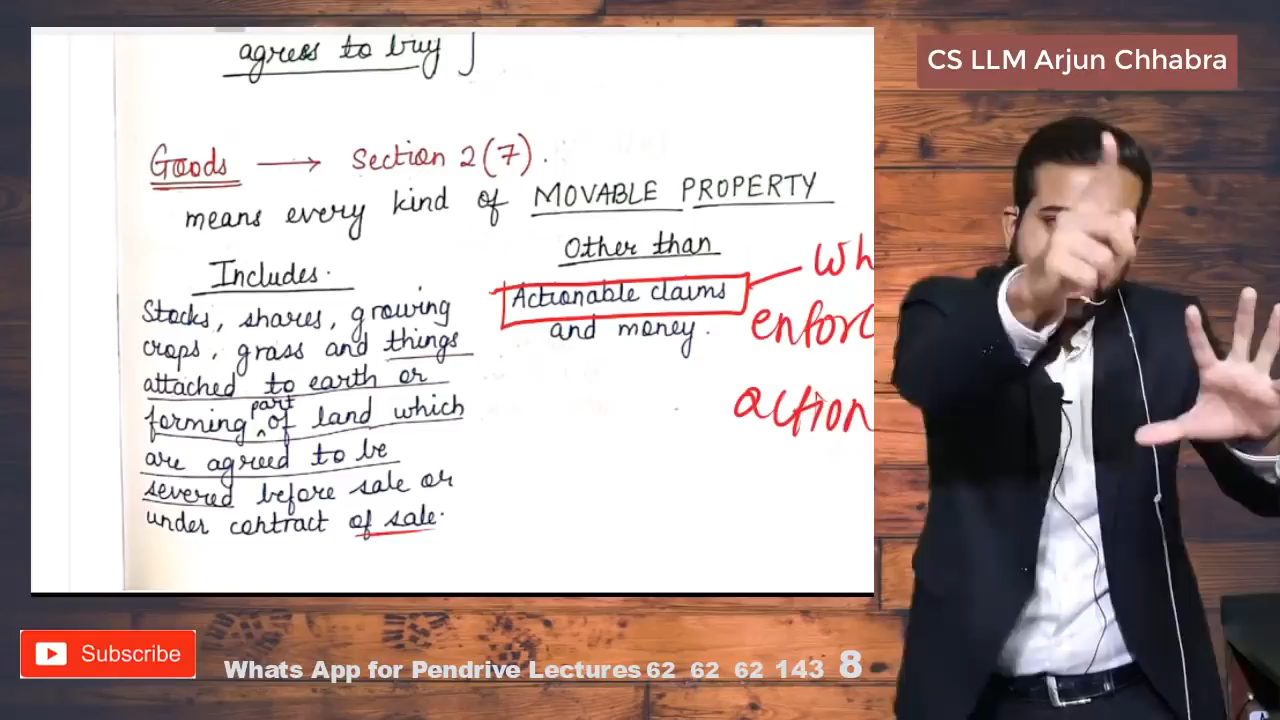 agrees to buy
CS LLM Arjun Chhabra
Goods → Section 2(7).
means every kind of MOVABLE PROPERTY
Other than
Actionable claims
and money.
Includes.
Stocks, shares, growing
crops, grass and things
attached to earth or
forming part of land which
are agreed to be
severed before sale or
under contract of sale.
Wh
enforc
action
Subscribe
Whats App for Pendrive Lectures 62 62 62 143 8